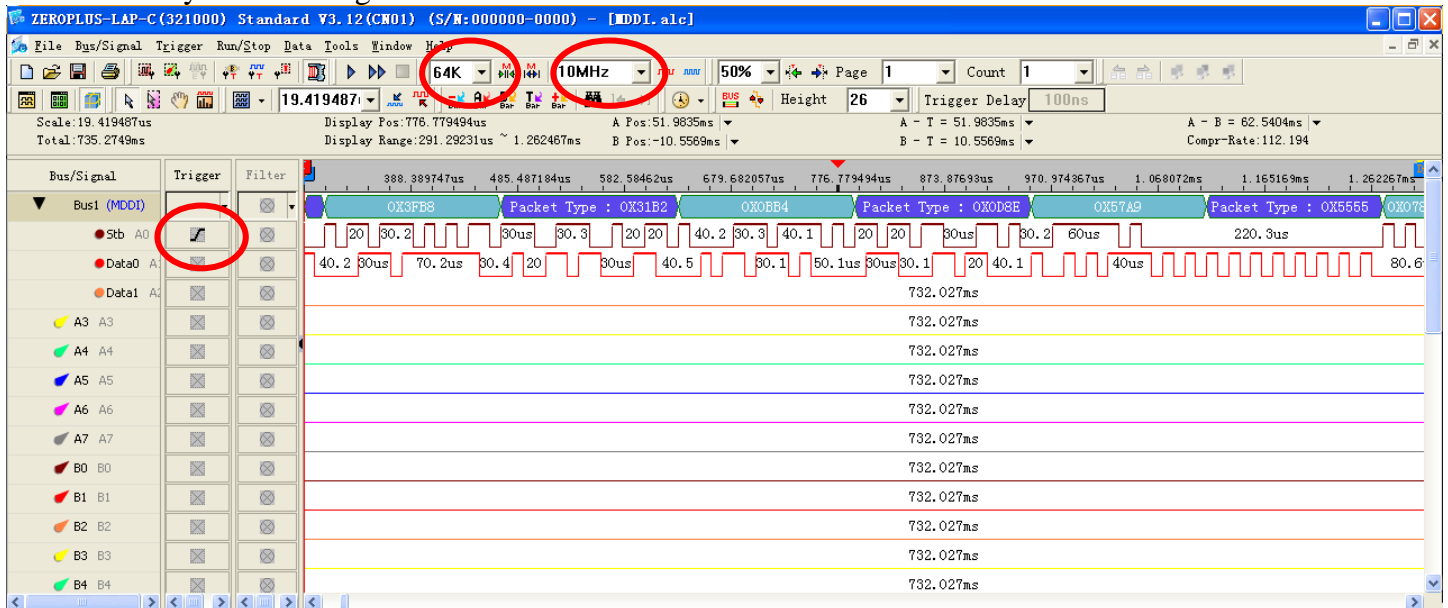 ZEROPLUS-LAP-C(321000) Standard V3.12(CN01) (S/N:000000-0000) - [MDDI.alc]
File Bus/Signal Trigger Run/Stop Data Tools Window Help
64K 10MHz 50% Page 1 Count 1
19.419487 Bar Bar Bar Bar Height 26 Trigger Delay 100ns
Scale:19.419487us Display Pos:776.779494us A Pos:51.9835ms A - T = 51.9835ms A - B = 62.5404ms
Total:735.2749ms Display Range:291.29231us ~ 1.262467ms B Pos:-10.5569ms B - T = 10.5569ms Compr-Rate:112.194
Bus/Signal Trigger Filter 388.389747us 485.487184us 582.58462us 679.682057us 776.779494us 873.87693us 970.974367us 1.068072ms 1.165169ms 1.262267ms
Bus1 (MDDI) 0X3FB8 Packet Type : 0X31B2 0X0BB4 Packet Type : 0X0D8E 0X57A9 Packet Type : 0X5555 0X078
Stb A0 20 30.2 30us 30.3 20 20 40.2 30.3 40.1 20 20 30us 30.2 60us 220.3us
Data0 A 40.2 30us 70.2us 30.4 20 30us 40.5 30.1 50.1us 30us 30.1 20 40.1 40us 80.6
Data1 A2 732.027ms
A3 A3 732.027ms
A4 A4 732.027ms
A5 A5 732.027ms
A6 A6 732.027ms
A7 A7 732.027ms
B0 B0 732.027ms
B1 B1 732.027ms
B2 B2 732.027ms
B3 B3 732.027ms
B4 B4 732.027ms